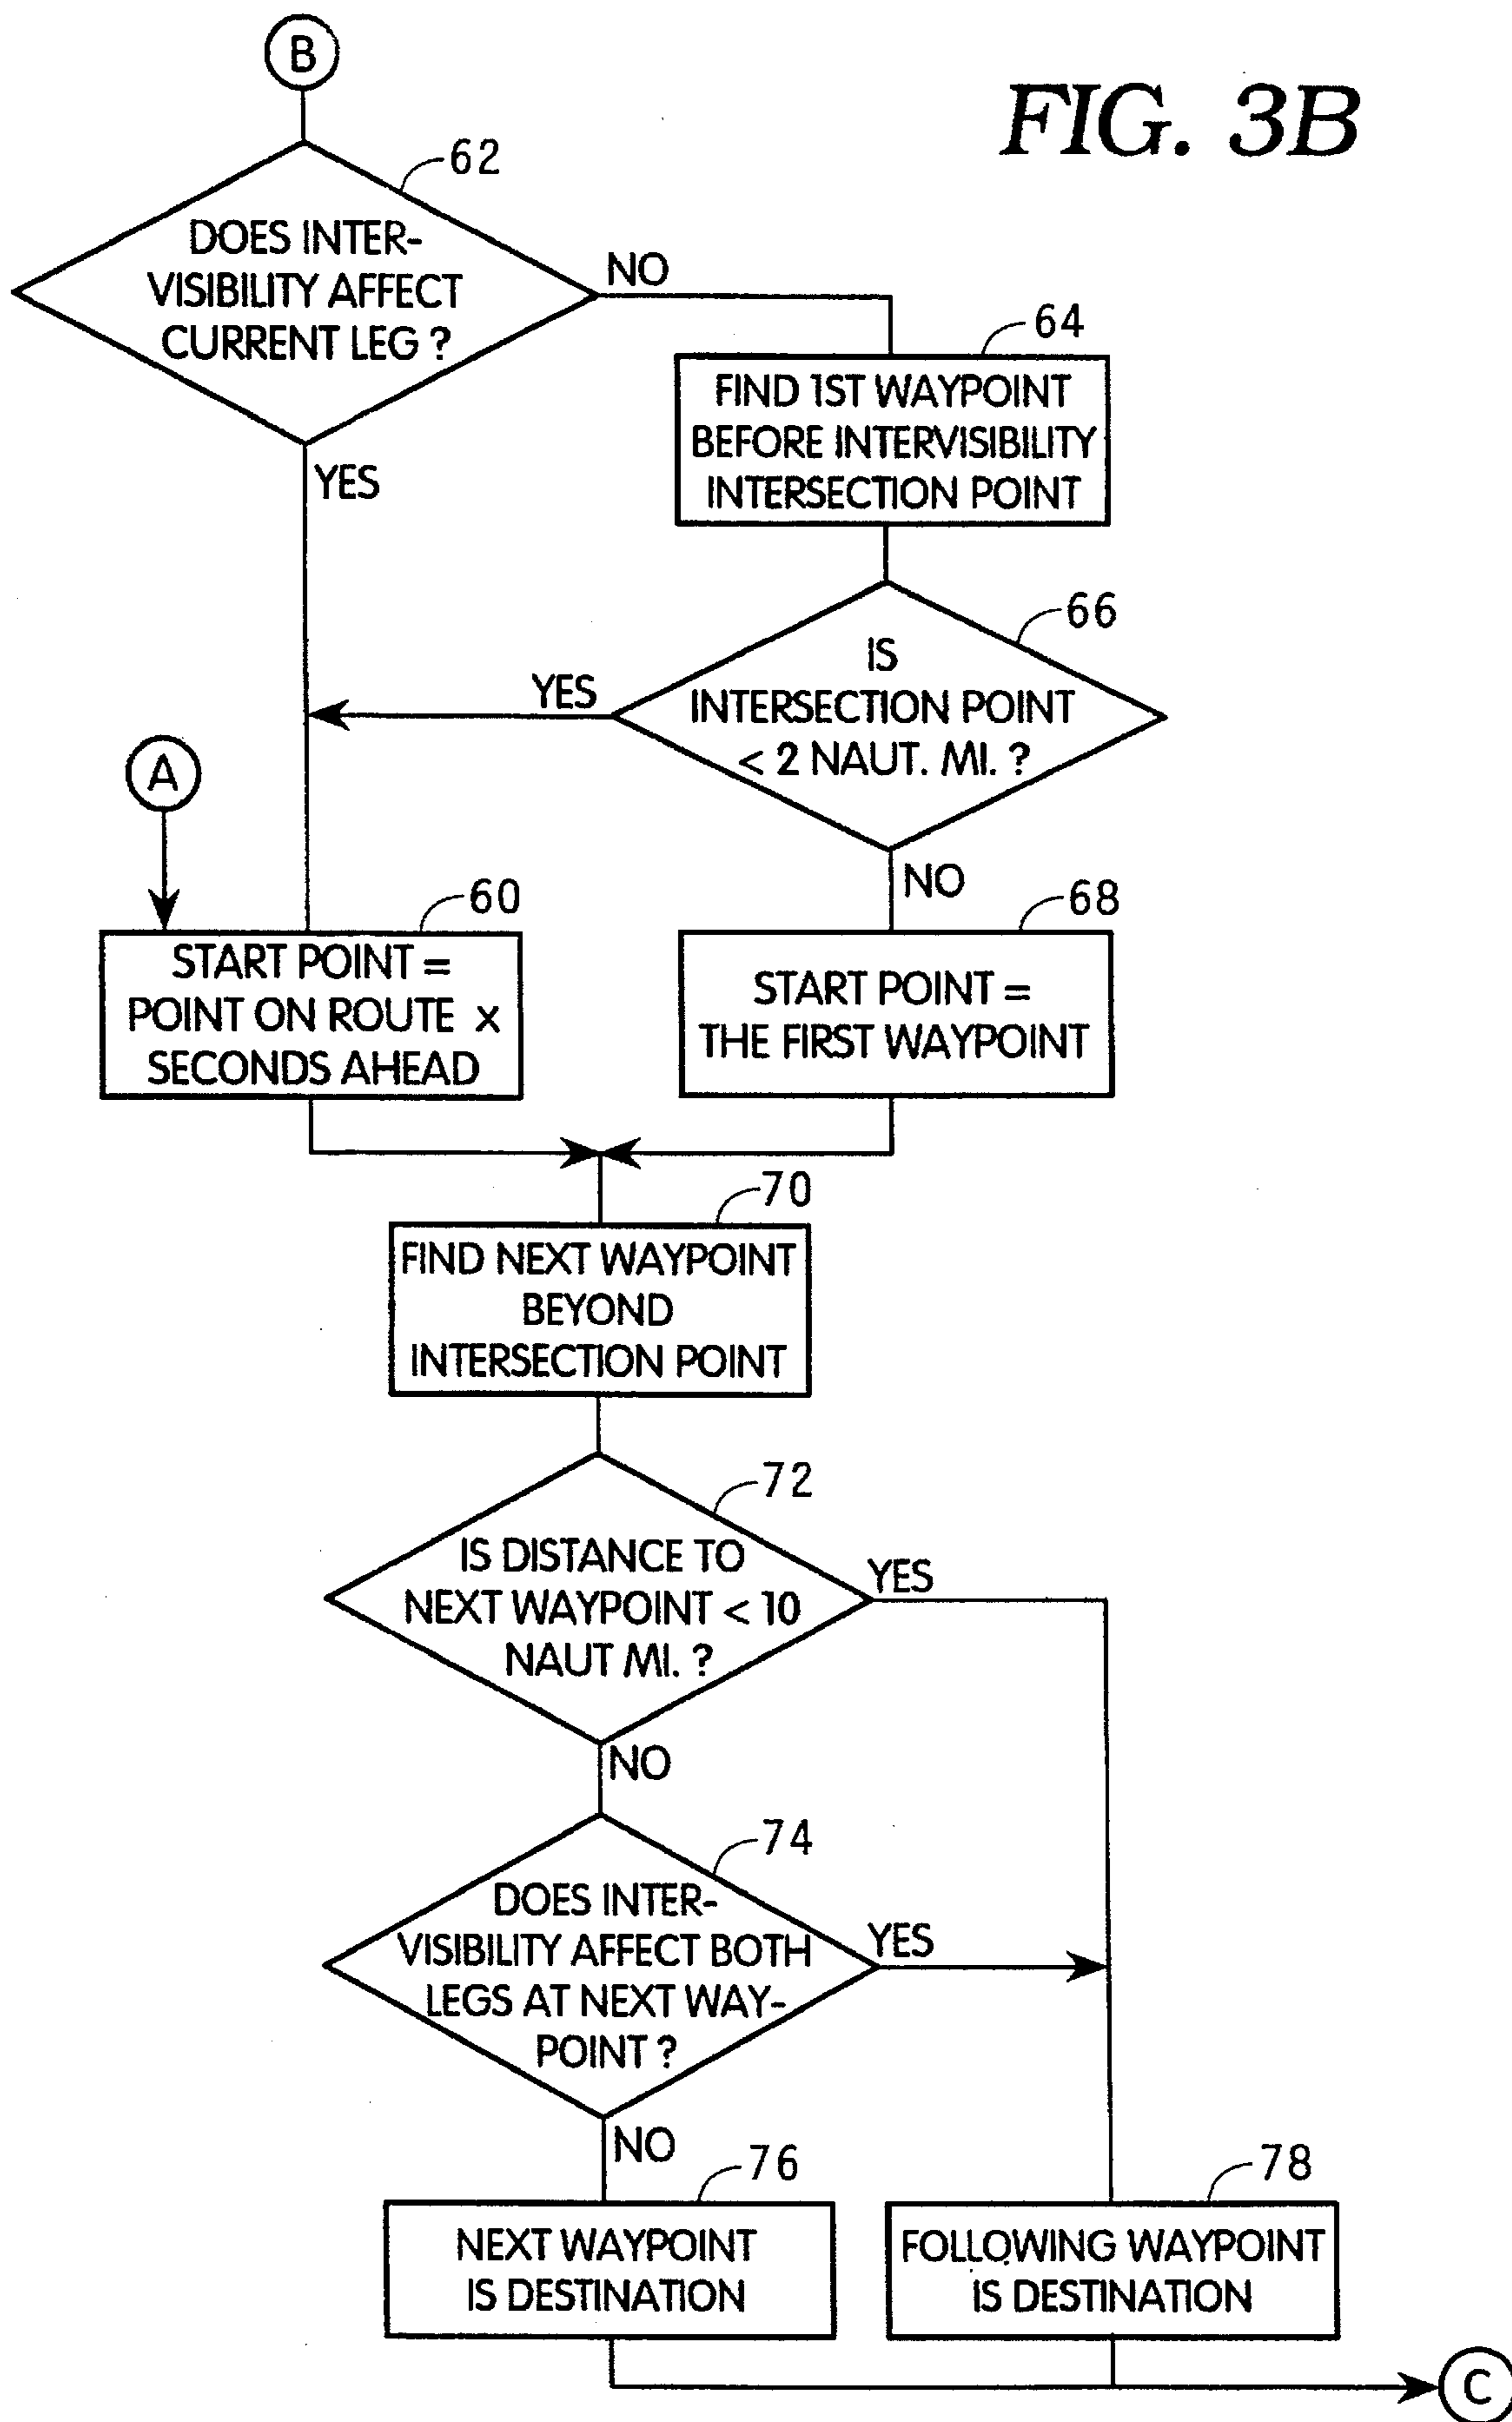 B
FIG. 3B
62
DOES INTER-
VISIBILITY AFFECT
CURRENT LEG ?
NO
YES
64
FIND 1ST WAYPOINT
BEFORE INTERVISIBILITY
INTERSECTION POINT
66
IS
INTERSECTION POINT
< 2 NAUT. MI. ?
YES
NO
A
60
START POINT =
POINT ON ROUTE x
SECONDS AHEAD
68
START POINT =
THE FIRST WAYPOINT
70
FIND NEXT WAYPOINT
BEYOND
INTERSECTION POINT
72
IS DISTANCE TO
NEXT WAYPOINT < 10
NAUT MI. ?
YES
NO
74
DOES INTER-
VISIBILITY AFFECT BOTH
LEGS AT NEXT WAY-
POINT ?
YES
NO
76
NEXT WAYPOINT
IS DESTINATION
78
FOLLOWING WAYPOINT
IS DESTINATION
C